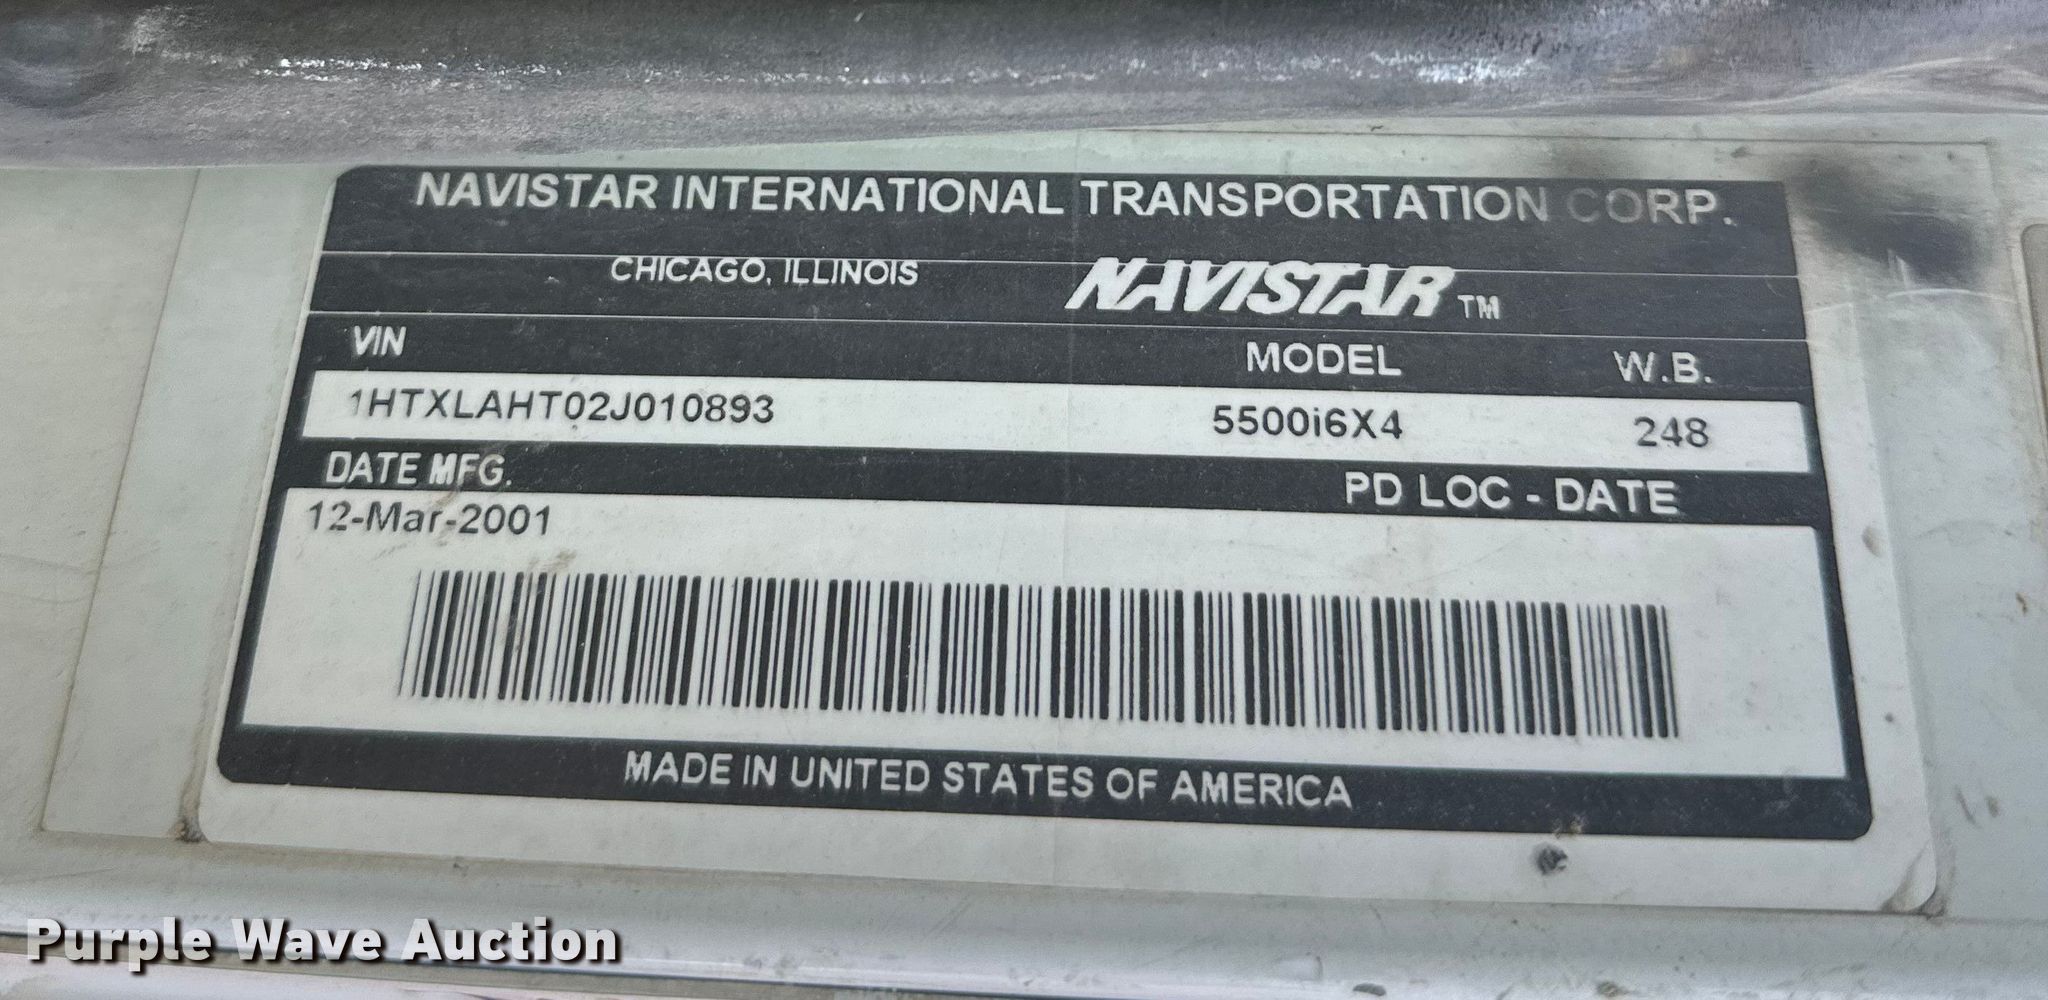 NAVISTAR INTERNATIONAL TRANSPORTATION CORP.
CHICAGO, ILLINOIS NAVISTAR TM
VIN MODEL W.B.
1HTXLAHT02J010893 5500i6X4 248
DATE MFG. PD LOC - DATE
12-Mar-2001
MADE IN UNITED STATES OF AMERICA
Purple Wave Auction